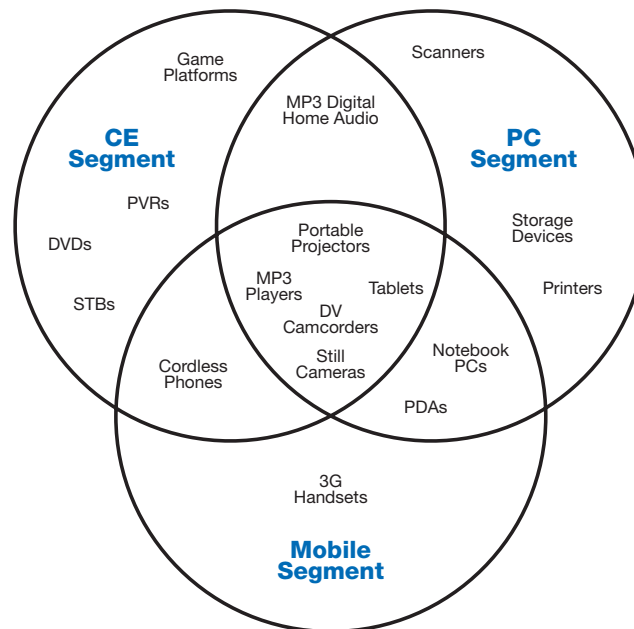 Game
Platforms
Scanners
MP3 Digital
Home Audio
CE
Segment
PC
Segment
PVRs
DVDs
STBs
Storage
Devices
Printers
Portable
Projectors
MP3
Players
Tablets
DV
Camcorders
Still
Cameras
Cordless
Phones
Notebook
PCs
PDAs
3G
Handsets
Mobile
Segment